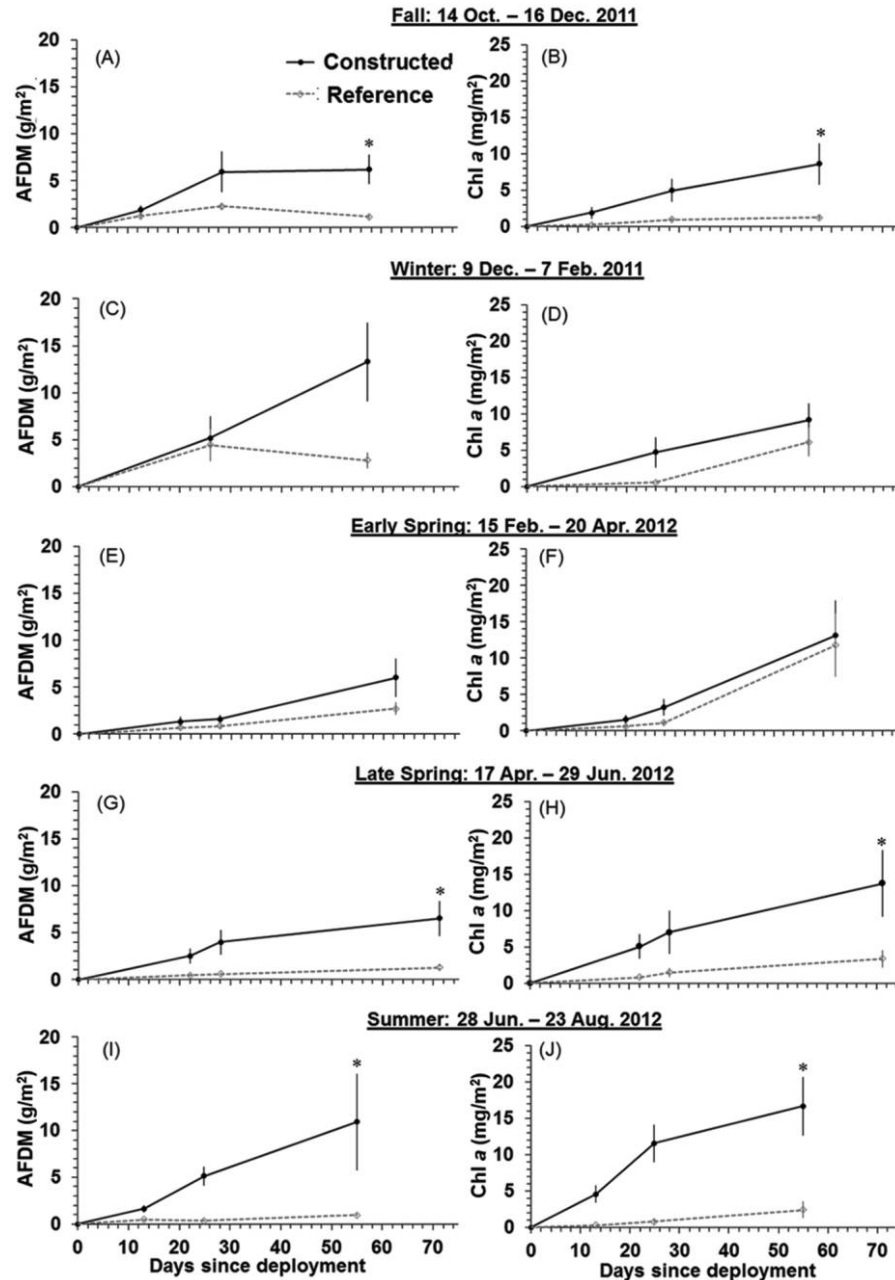 Fall: 14 Oct. – 16 Dec. 2011
AFDM (g/m²)
20
15
10
5
0
(A)
Constructed
Reference
*
Chl a (mg/m²)
25
20
15
10
5
0
(B)
*
Winter: 9 Dec. – 7 Feb. 2011
AFDM (g/m²)
20
15
10
5
0
(C)
Chl a (mg/m²)
25
20
15
10
5
0
(D)
Early Spring: 15 Feb. – 20 Apr. 2012
AFDM (g/m²)
20
15
10
5
0
(E)
Chl a (mg/m²)
25
20
15
10
5
0
(F)
Late Spring: 17 Apr. – 29 Jun. 2012
AFDM (g/m²)
20
15
10
5
0
(G)
*
Chl a (mg/m²)
25
20
15
10
5
0
(H)
*
Summer: 28 Jun. – 23 Aug. 2012
AFDM (g/m²)
20
15
10
5
0
(I)
*
0 10 20 30 40 50 60 70
Days since deployment
Chl a (mg/m²)
25
20
15
10
5
0
(J)
*
0 10 20 30 40 50 60 70
Days since deployment